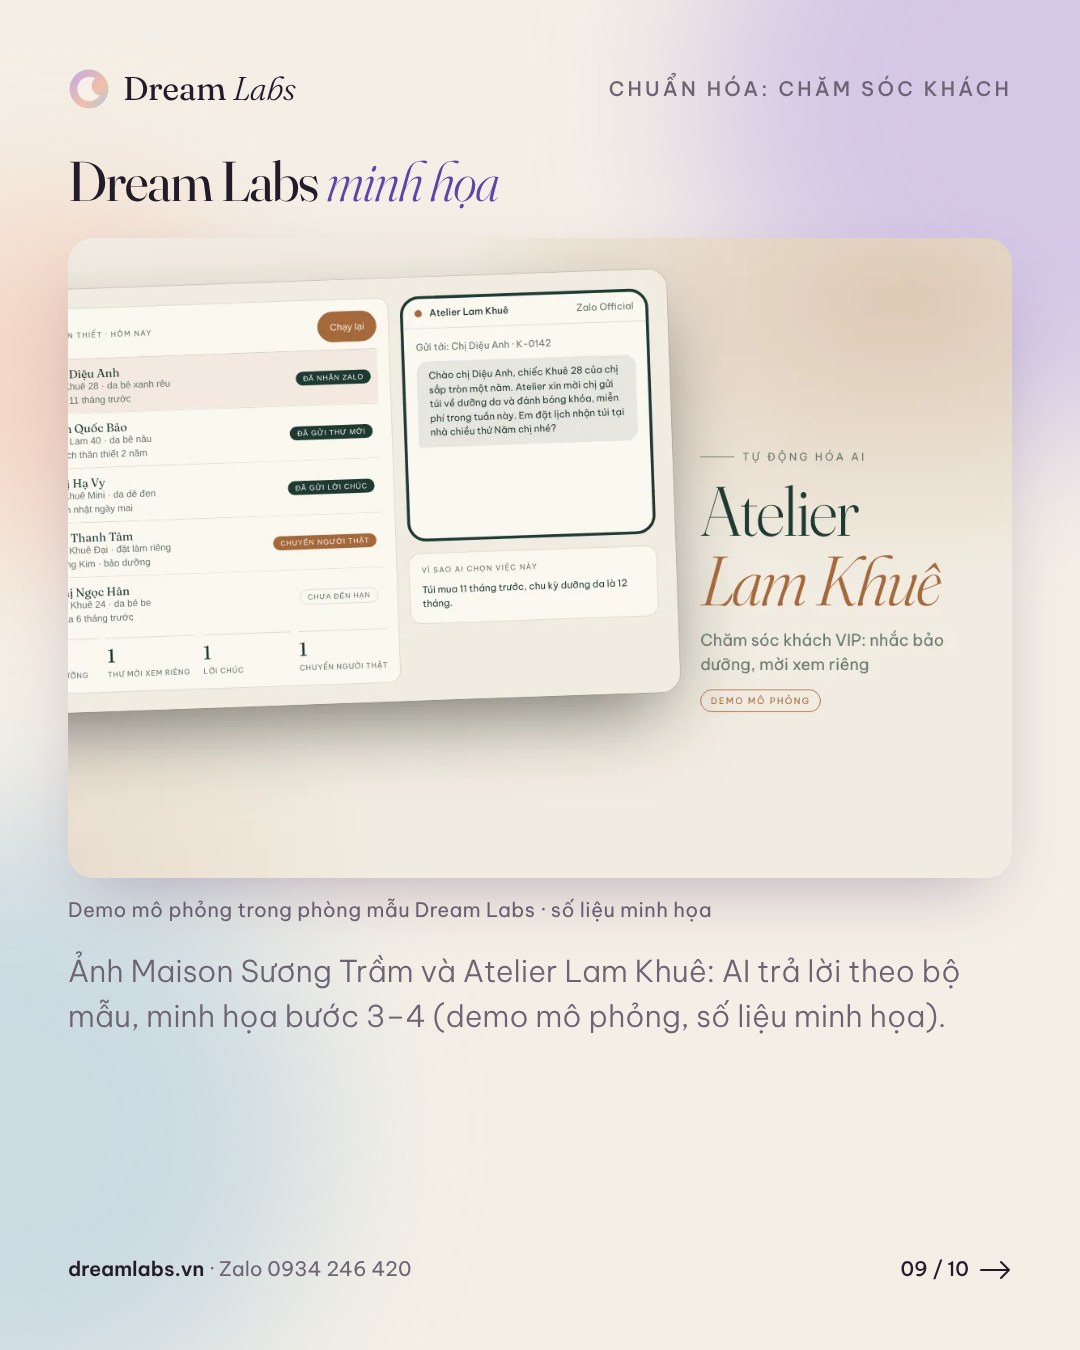 Dream Labs
CHUẨN HÓA: CHĂM SÓC KHÁCH
Dream Labs minh họa
THIẾT · HÔM NAY
Chạy lại
Diệu Anh
Khuê 28 - da bê xanh rêu
11 tháng trước
ĐÃ NHẮN ZALO
Quốc Bảo
Lam 40 · da bê nâu
ch thân thiết 2 năm
ĐÃ GỬI THƯ MỜI
Hạ Vy
Khuê Mini · da dê đen
nhật ngày mai
ĐÃ GỬI LỜI CHÚC
Thanh Tâm
Khuê Đại · đặt làm riêng
ng Kim · bảo dưỡng
CHUYỂN NGƯỜI THẬT
Ngọc Hân
Khuê 24 · da bê be
6 tháng trước
CHƯA ĐẾN HẠN
1
THƯ MỜI XEM RIÊNG
1
LỜI CHÚC
1
CHUYỂN NGƯỜI THẬT
Atelier Lam Khuê
Zalo Official
Gửi tới: Chị Diệu Anh · K-0142
Chào chị Diệu Anh, chiếc Khuê 28 của chị
sắp tròn một năm. Atelier xin mời chị gửi
túi về dưỡng da và đánh bóng khóa, miễn
phí trong tuần này. Em đặt lịch nhận túi tại
nhà chiều thứ Năm chị nhé?
VÌ SAO AI CHỌN VIỆC NÀY
Túi mua 11 tháng trước, chu kỳ dưỡng da là 12
tháng.
TỰ ĐỘNG HÓA AI
Atelier
Lam Khuê
Chăm sóc khách VIP: nhắc bảo
dưỡng, mời xem riêng
DEMO MÔ PHỎNG
Demo mô phỏng trong phòng mẫu Dream Labs · số liệu minh họa
Ảnh Maison Sương Trầm và Atelier Lam Khuê: AI trả lời theo bộ
mẫu, minh họa bước 3–4 (demo mô phỏng, số liệu minh họa).
dreamlabs.vn · Zalo 0934 246 420
09 / 10